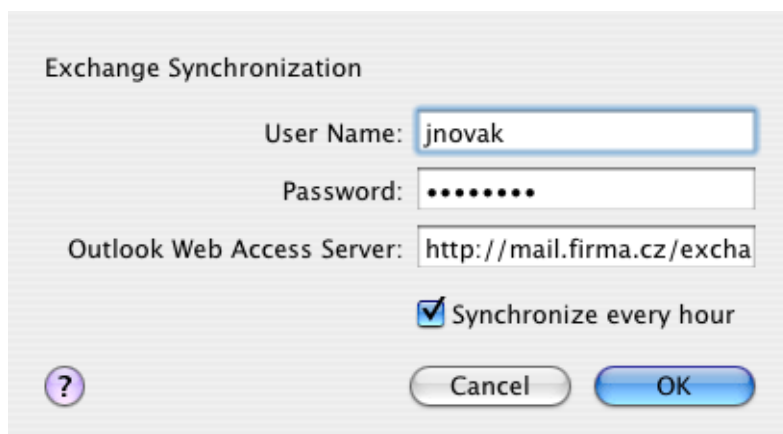 Exchange Synchronization
User Name: jnovak
Password: ••••••••
Outlook Web Access Server: http://mail.firma.cz/excha
Synchronize every hour
? Cancel OK